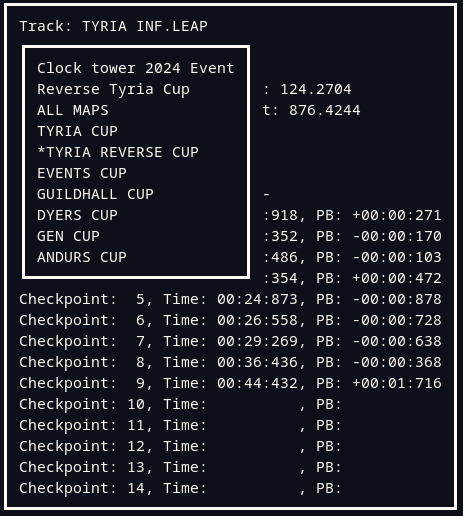 Track: TYRIA INF.LEAP
Clock tower 2024 Event
Reverse Tyria Cup : 124.2704
ALL MAPS t: 876.4244
TYRIA CUP
*TYRIA REVERSE CUP
EVENTS CUP
GUILDHALL CUP -
DYERS CUP :918, PB: +00:00:271
GEN CUP :352, PB: -00:00:170
ANDURS CUP :486, PB: -00:00:103
:354, PB: +00:00:472
Checkpoint:  5, Time: 00:24:873, PB: -00:00:878
Checkpoint:  6, Time: 00:26:558, PB: -00:00:728
Checkpoint:  7, Time: 00:29:269, PB: -00:00:638
Checkpoint:  8, Time: 00:36:436, PB: -00:00:368
Checkpoint:  9, Time: 00:44:432, PB: +00:01:716
Checkpoint: 10, Time:          , PB:
Checkpoint: 11, Time:          , PB:
Checkpoint: 12, Time:          , PB:
Checkpoint: 13, Time:          , PB:
Checkpoint: 14, Time:          , PB: